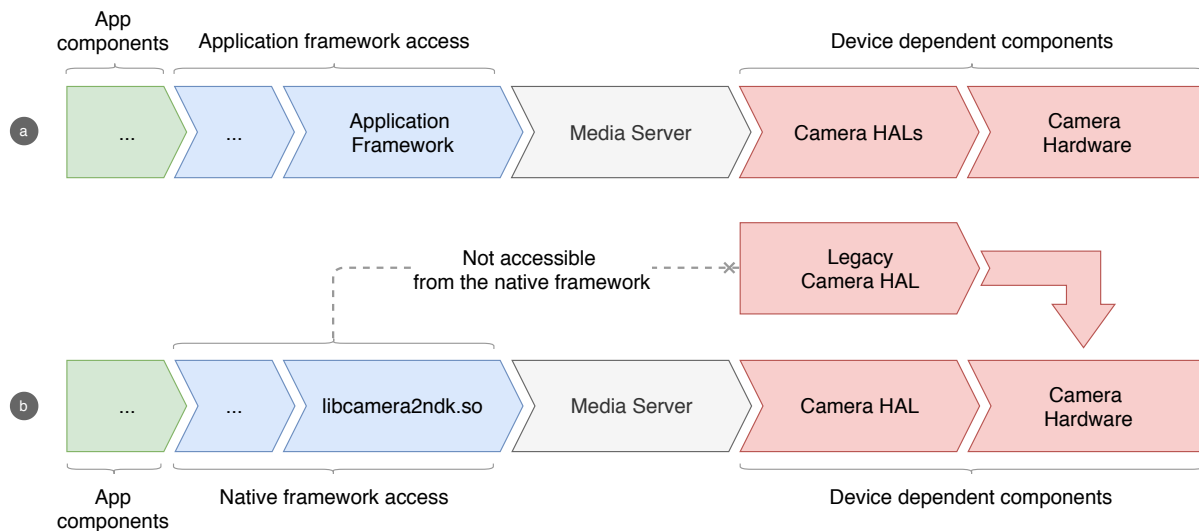 App
components
Application framework access
Device dependent components
a
...
...
Application
Framework
Media Server
Camera HALs
Camera
Hardware
Not accessible
from the native framework
Legacy
Camera HAL
b
...
...
libcamera2ndk.so
Media Server
Camera HAL
Camera
Hardware
App
components
Native framework access
Device dependent components